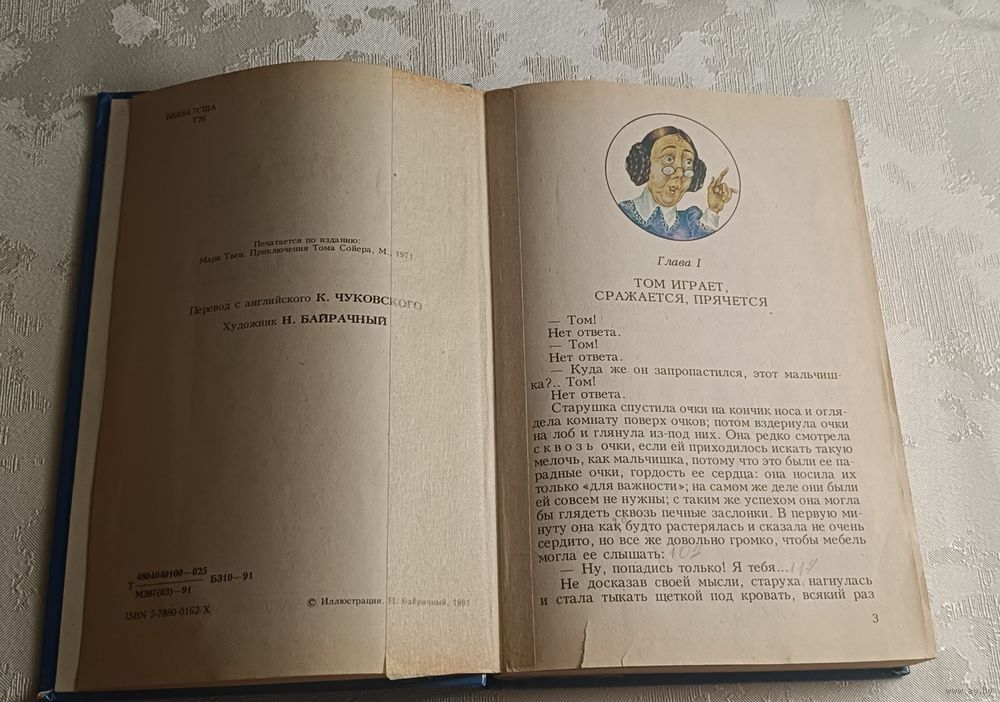 ББК84.7США
Т26
Печатается по изданию:
Марк Твен. Приключения Тома Сойера, М., 1971.
Перевод с английского К. ЧУКОВСКОГО
Художник Н. БАЙРАЧНЫЙ
Т 4804040100—025 Б310—91
М307(03)—91
ISBN 5-7880-0162-X
© Иллюстрации. Н. Байрачный, 1991
Глава I
ТОМ ИГРАЕТ,
СРАЖАЕТСЯ, ПРЯЧЕТСЯ
— Том!
Нет ответа.
— Том!
Нет ответа.
— Куда же он запропастился, этот мальчиш-
ка?.. Том!
Нет ответа.
Старушка спустила очки на кончик носа и огля-
дела комнату поверх очков; потом вздернула очки
на лоб и глянула из-под них. Она редко смотрела
сквозь очки, если ей приходилось искать такую
мелочь, как мальчишка, потому что это были ее па-
радные очки, гордость ее сердца: она носила их
только «для важности»; на самом же деле они были
ей совсем не нужны; с таким же успехом она могла
бы глядеть сквозь печные заслонки. В первую ми-
нуту она как будто растерялась и сказала не очень
сердито, но все же довольно громко, чтобы мебель
могла ее слышать: 107
— Ну, попадись только! Я тебя... 117
Не досказав своей мысли, старуха нагнулась
и стала тыкать щеткой под кровать, всякий раз
3
www.ay.by